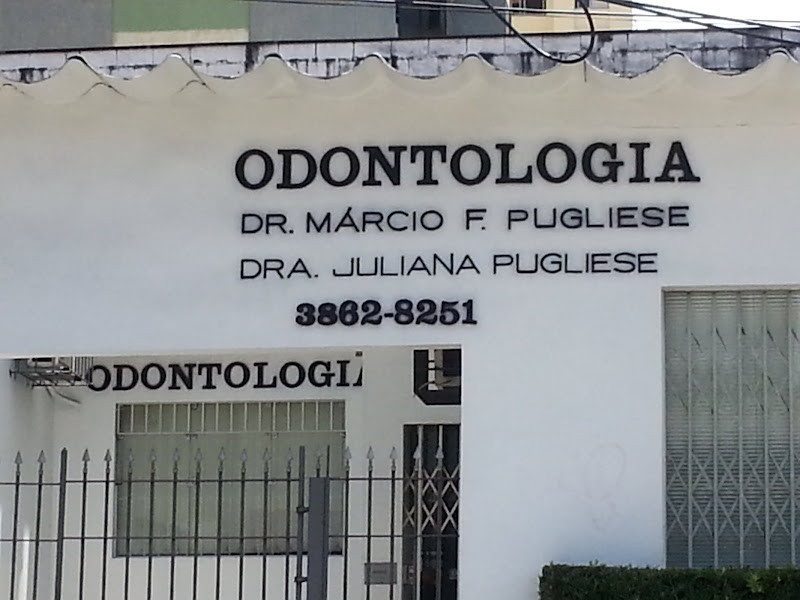 ODONTOLOGIA
DR. MÁRCIO F. PUGLIESE
DRA. JULIANA PUGLIESE
3862-8251
ODONTOLOGIA